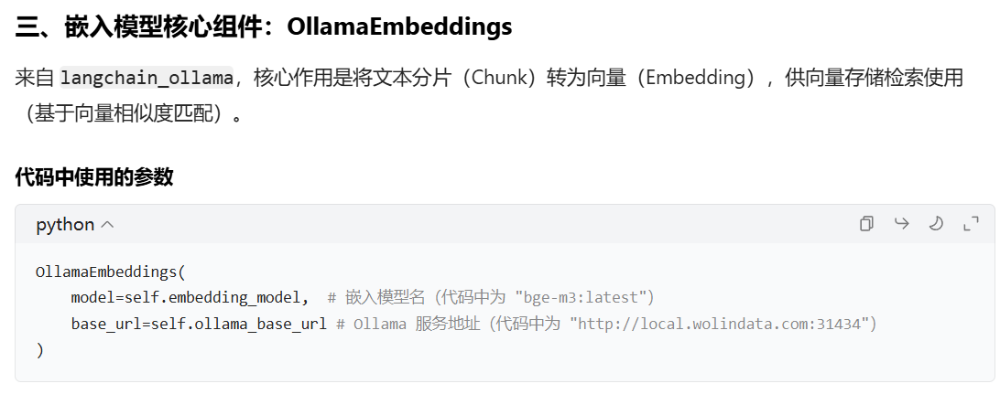 三、嵌入模型核心组件：OllamaEmbeddings
来自 langchain_ollama，核心作用是将文本分片（Chunk）转为向量（Embedding），供向量存储检索使用
（基于向量相似度匹配）。
代码中使用的参数
python
OllamaEmbeddings(
    model=self.embedding_model,  # 嵌入模型名（代码中为 "bge-m3:latest"）
    base_url=self.ollama_base_url # Ollama 服务地址（代码中为 "http://local.wolindata.com:31434"）
)